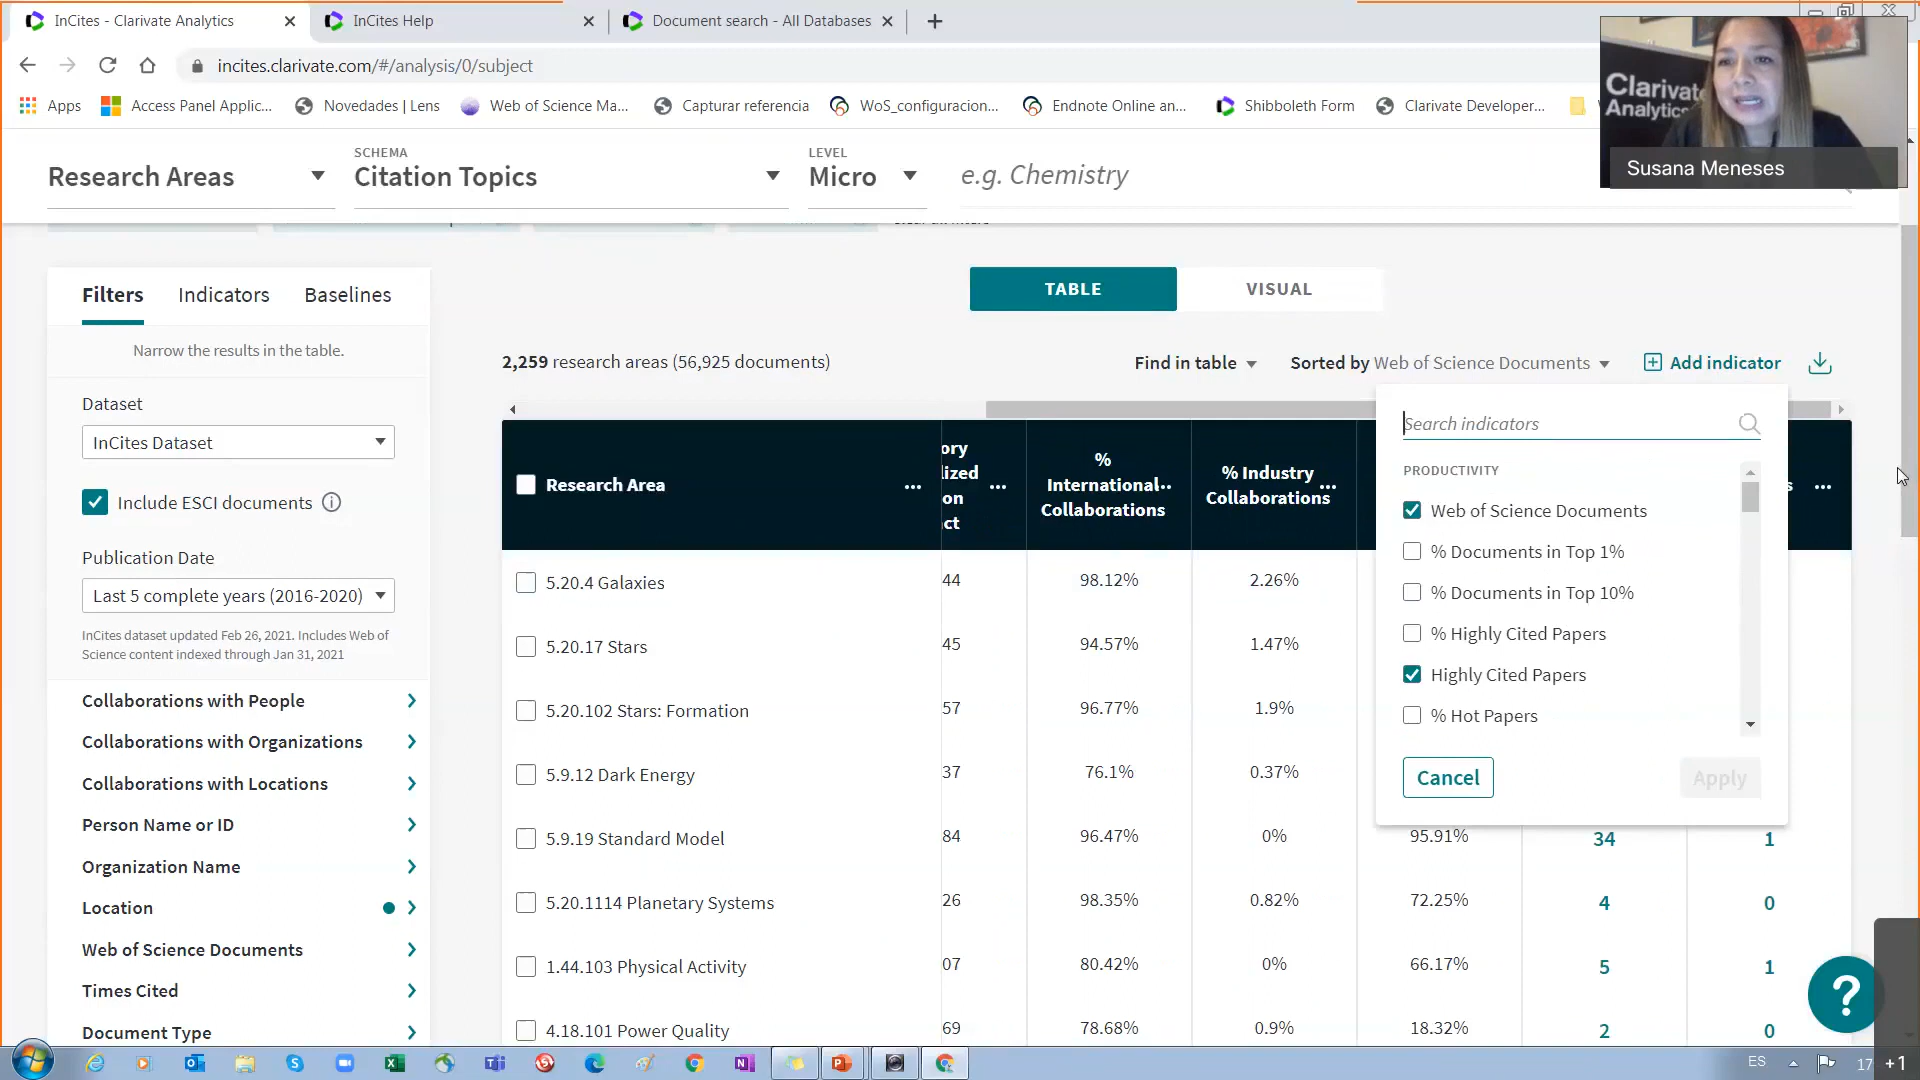 InCites - Clarivate Analytics
InCites Help
Document search - All Databases
incites.clarivate.com/#/analysis/0/subject
Apps
Access Panel Applic...
Novedades | Lens
Web of Science Ma...
Capturar referencia
WoS_configuracion...
Endnote Online an...
Shibboleth Form
Clarivate Developer...
Clarivate
Analytics
Susana Meneses
Research Areas
SCHEMA
Citation Topics
LEVEL
Micro
e.g. Chemistry
Filters
Indicators
Baselines
Narrow the results in the table.
Dataset
InCites Dataset
Include ESCI documents
Publication Date
Last 5 complete years (2016-2020)
InCites dataset updated Feb 26, 2021. Includes Web of
Science content indexed through Jan 31, 2021
Collaborations with People
Collaborations with Organizations
Collaborations with Locations
Person Name or ID
Organization Name
Location
Web of Science Documents
Times Cited
Document Type
TABLE
VISUAL
2,259 research areas (56,925 documents)
Find in table
Sorted by Web of Science Documents
Add indicator
Research Area ...
ory
lized
on
act
...
%
International...
Collaborations
% Industry
Collaborations
...
s ...
5.20.4 Galaxies 44 98.12% 2.26%
5.20.17 Stars 45 94.57% 1.47%
5.20.102 Stars: Formation 57 96.77% 1.9%
5.9.12 Dark Energy 37 76.1% 0.37%
5.9.19 Standard Model 84 96.47% 0% 95.91% 34 1
5.20.1114 Planetary Systems 26 98.35% 0.82% 72.25% 4 0
1.44.103 Physical Activity 07 80.42% 0% 66.17% 5 1
4.18.101 Power Quality 69 78.68% 0.9% 18.32% 2 0
Search indicators
PRODUCTIVITY
Web of Science Documents
% Documents in Top 1%
% Documents in Top 10%
% Highly Cited Papers
Highly Cited Papers
% Hot Papers
Cancel
Apply
?
ES
17
+1